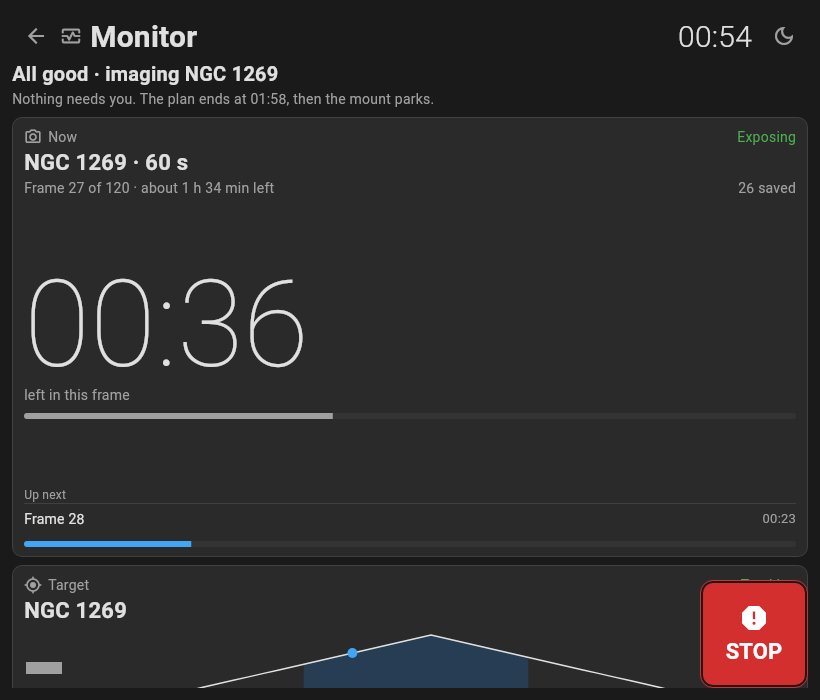 Monitor
00:54
All good · imaging NGC 1269
Nothing needs you. The plan ends at 01:58, then the mount parks.
Now
Exposing
NGC 1269 · 60 s
Frame 27 of 120 · about 1 h 34 min left
26 saved
00:36
left in this frame
Up next
Frame 28
00:23
Target
NGC 1269
STOP